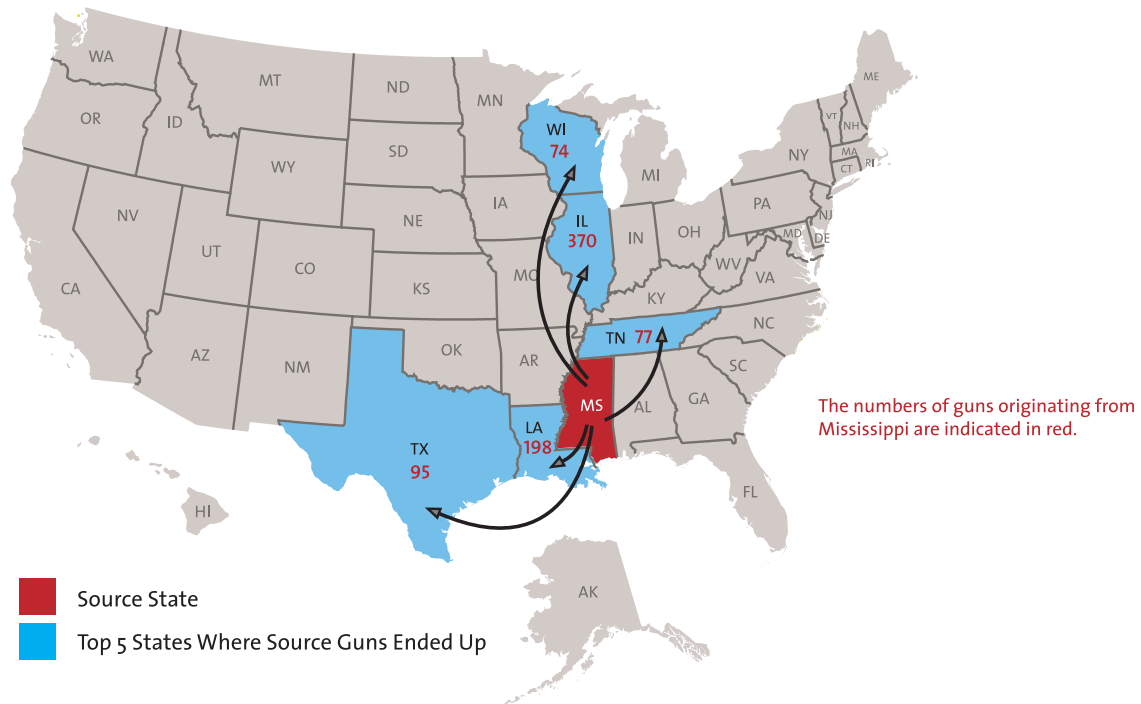 WA
MT
ND
MN
ME
OR
ID
WI
74
VT
NH
SD
WY
NY
MA
RI
CT
MI
IA
PA
NV
NE
IL
370
IN
OH
NJ
MD
DE
UT
CO
MO
WV
VA
CA
KS
KY
NC
TN 77
OK
AR
AZ
NM
SC
GA
MS
AL
The numbers of guns originating from
Mississippi are indicated in red.
LA
198
TX
95
FL
HI
AK
Source State
Top 5 States Where Source Guns Ended Up